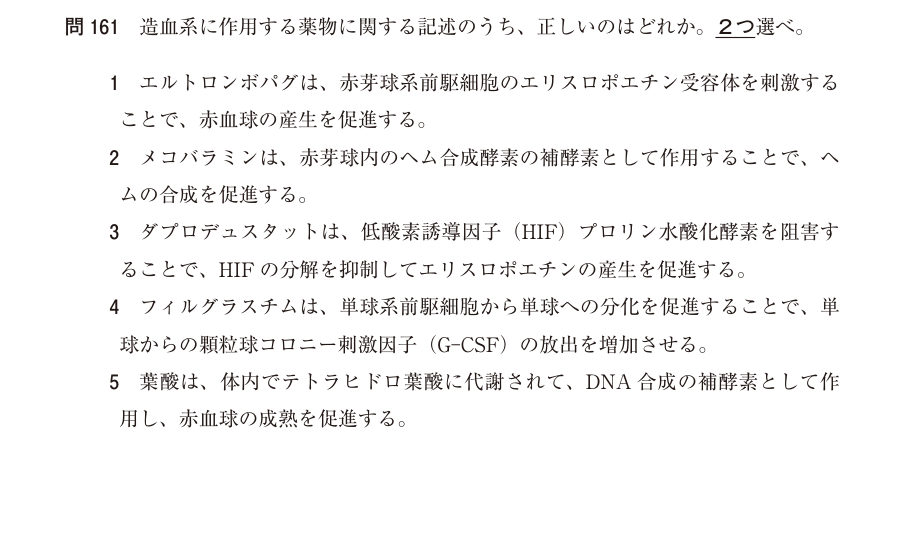 問 161　造血系に作用する薬物に関する記述のうち、正しいのはどれか。2つ選べ。
1　エルトロンボパグは、赤芽球系前駆細胞のエリスロポエチン受容体を刺激する
ことで、赤血球の産生を促進する。
2　メコバラミンは、赤芽球内のヘム合成酵素の補酵素として作用することで、ヘ
ムの合成を促進する。
3　ダプロデュスタットは、低酸素誘導因子（HIF）プロリン水酸化酵素を阻害す
ることで、HIF の分解を抑制してエリスロポエチンの産生を促進する。
4　フィルグラスチムは、単球系前駆細胞から単球への分化を促進することで、単
球からの顆粒球コロニー刺激因子（G-CSF）の放出を増加させる。
5　葉酸は、体内でテトラヒドロ葉酸に代謝されて、DNA 合成の補酵素として作
用し、赤血球の成熟を促進する。